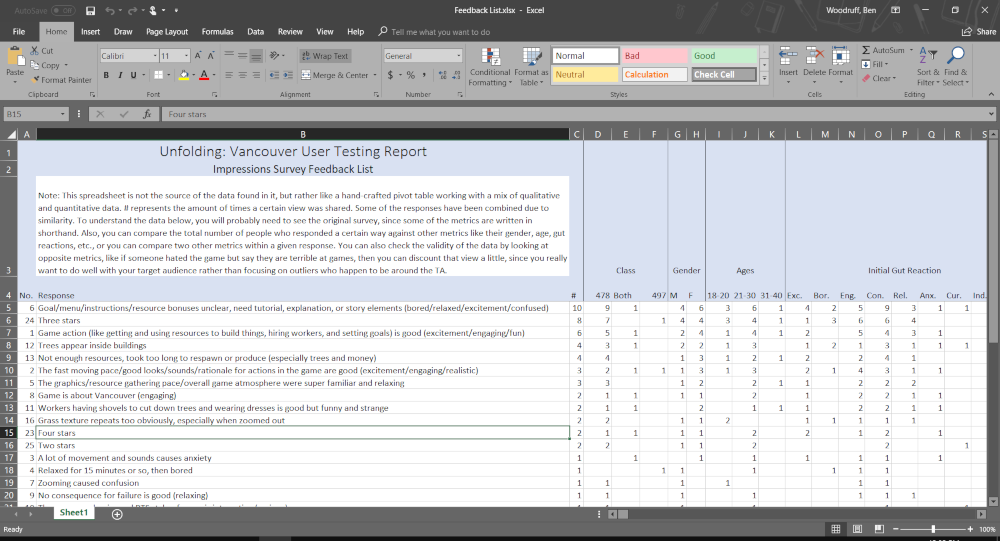 AutoSave Off Feedback List.xlsx - Excel Woodruff, Ben
File Home Insert Draw Page Layout Formulas Data Review View Help Tell me what you want to do Share
Cut
Copy
Format Painter
Paste
Clipboard
Calibri 11
B I U
Font
Wrap Text
Merge & Center
Alignment
General
$ % ,
Number
Conditional Formatting
Format as Table
Normal Bad Good
Neutral Calculation Check Cell
Styles
Insert Delete Format
Cells
AutoSum
Fill
Clear
Sort & Filter
Find & Select
Editing
B15 fx Four stars
A B C D E F G H I J K L M N O P Q R S
1 Unfolding: Vancouver User Testing Report
2 Impressions Survey Feedback List
Note: This spreadsheet is not the source of the data found in it, but rather like a hand-crafted pivot table working with a mix of qualitative
and quantitative data. # represents the amount of times a certain view was shared. Some of the responses have been combined due to
similarity. To understand the data below, you will probably need to see the original survey, since some of the metrics are written in
shorthand. Also, you can compare the total number of people who responded a certain way against other metrics like their gender, age, gut
reactions, etc., or you can compare two other metrics within a given response. You can also check the validity of the data by looking at
opposite metrics, like if someone hated the game but say they are terrible at games, then you can discount that view a little, since you really
want to do well with your target audience rather than focusing on outliers who happen to be around the TA.
3 Class Gender Ages Initial Gut Reaction
4 No. Response # 478 Both 497 M F 18-20 21-30 31-40 Exc. Bor. Eng. Con. Rel. Anx. Cur. Ind.
5 6 Goal/menu/instructions/resource bonuses unclear, need tutorial, explanation, or story elements (bored/relaxed/excitement/confused) 10 9 1 4 6 3 6 1 4 2 5 9 3 1 1
6 24 Three stars 8 7 1 4 4 3 4 1 1 3 6 6 4
7 1 Game action (like getting and using resources to build things, hiring workers, and setting goals) is good (excitement/engaging/fun) 6 5 1 2 4 1 4 1 2 5 4 3 1
8 12 Trees appear inside buildings 4 3 1 2 2 1 3 1 2 1 3 1 1 1
9 13 Not enough resources, took too long to respawn or produce (especially trees and money) 4 4 1 3 1 2 1 2 2 4 1
10 2 The fast moving pace/good looks/sounds/rationale for actions in the game are good (excitement/engaging/realistic) 3 2 1 1 1 3 1 3 2 1 4 3 1 1
11 5 The graphics/resource gathering pace/overall game atmosphere were super familiar and relaxing 3 3 1 2 2 1 1 2 2 2
12 8 Game is about Vancouver (engaging) 2 1 1 1 1 2 1 2 2 1 1
13 11 Workers having shovels to cut down trees and wearing dresses is good but funny and strange 2 1 1 2 1 1 1 2 2 1 1
14 16 Grass texture repeats too obviously, especially when zoomed out 2 2 1 1 2 1 1 1 1 1
15 23 Four stars 2 1 1 1 1 2 2 1 2 1
16 25 Two stars 2 2 1 1 2 2 1
17 3 A lot of movement and sounds causes anxiety 1 1 1 1 1 1 1 1
18 4 Relaxed for 15 minutes or so, then bored 1 1 1 1 1 1 1
19 7 Zooming caused confusion 1 1 1 1 1 1
20 9 No consequence for failure is good (relaxing) 1 1 1 1 1 1 1
Sheet1
Ready 100%